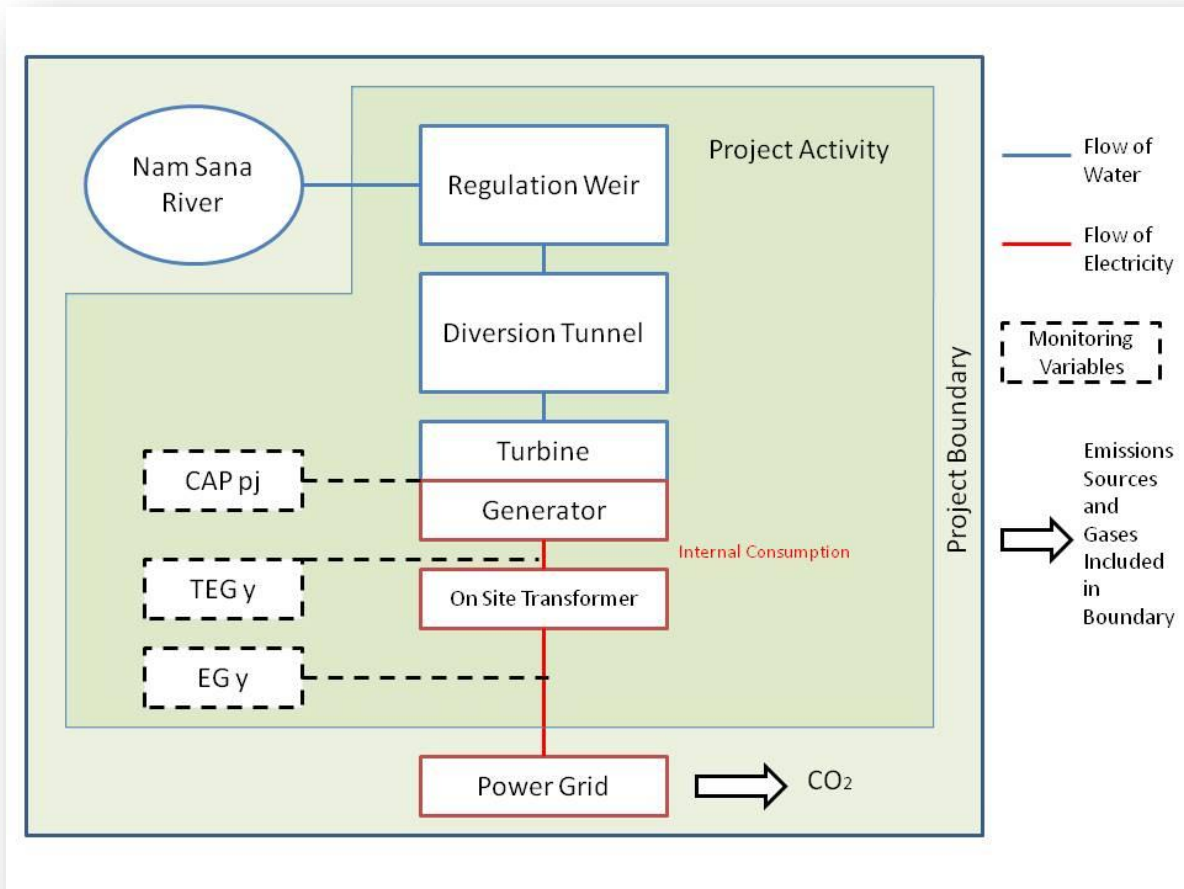 Nam Sana
River
Regulation Weir
Project Activity
Diversion Tunnel
Turbine
CAP pj
Generator
Internal Consumption
TEG y
On Site Transformer
EG y
Power Grid
CO₂
Project Boundary
Flow of
Water
Flow of
Electricity
Monitoring
Variables
Emissions
Sources
and
Gases
Included
in
Boundary